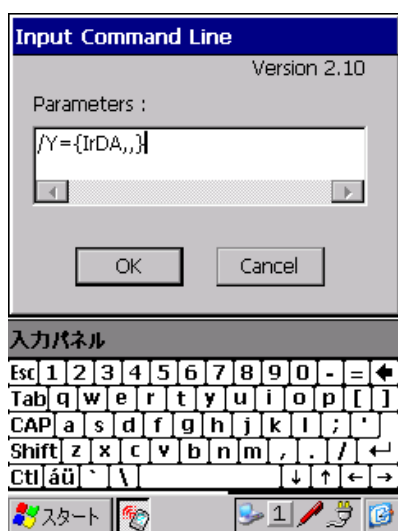 Input Command Line
Version 2.10
Parameters :
/Y={IrDA,,}
OK Cancel
入力パネル
Esc 1 2 3 4 5 6 7 8 9 0 - = ←
Tab q w e r t y u i o p [ ]
CAP a s d f g h j k l ; '
Shift z x c v b n m , . / ↵
Ctl áü ` \ ↓ ↑ ← →
スタート 1